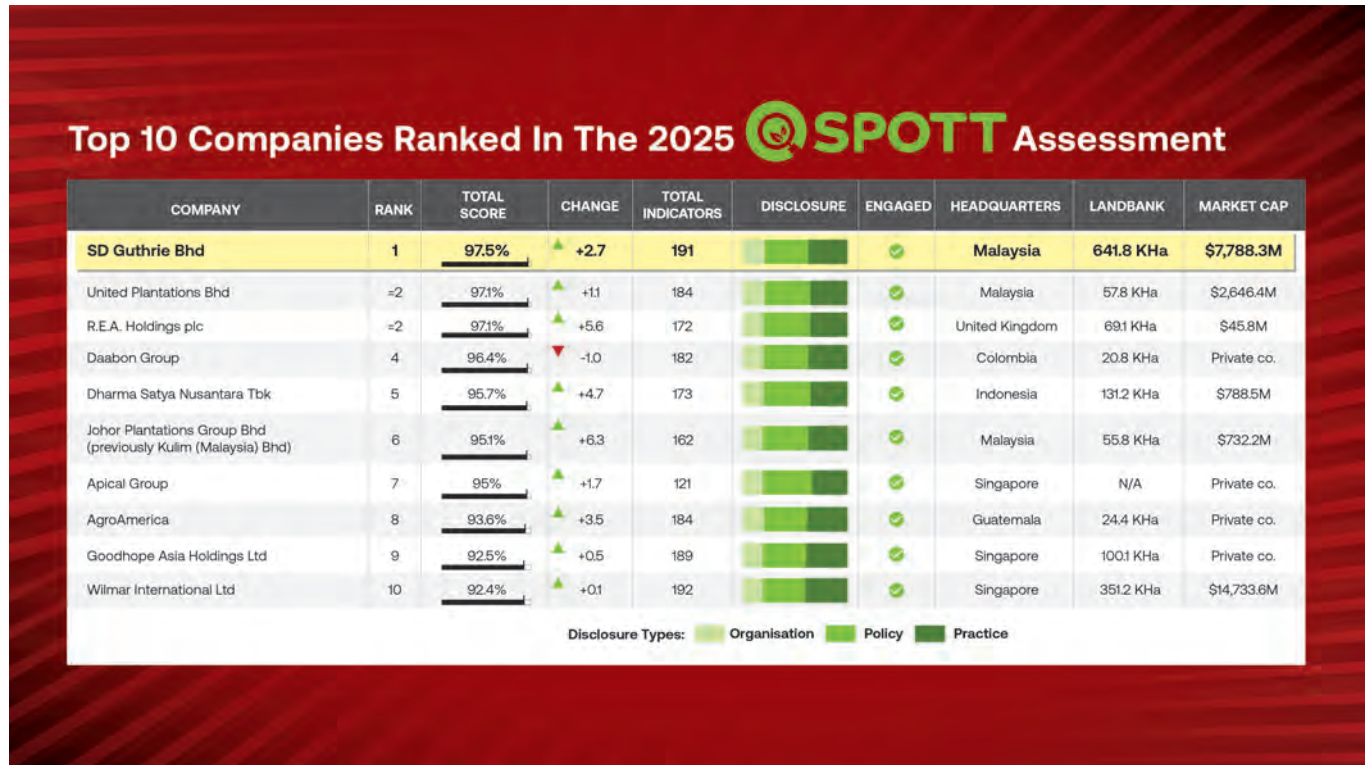 Top 10 Companies Ranked In The 2025 SPOTT Assessment
COMPANY RANK TOTAL SCORE CHANGE TOTAL INDICATORS DISCLOSURE ENGAGED HEADQUARTERS LANDBANK MARKET CAP
SD Guthrie Bhd 1 97.5% +2.7 191 Malaysia 641.8 KHa $7,788.3M
United Plantations Bhd =2 97.1% +1.1 184 Malaysia 57.8 KHa $2,646.4M
R.E.A. Holdings plc =2 97.1% +5.6 172 United Kingdom 69.1 KHa $45.8M
Daabon Group 4 96.4% -1.0 182 Colombia 20.8 KHa Private co.
Dharma Satya Nusantara Tbk 5 95.7% +4.7 173 Indonesia 131.2 KHa $788.5M
Johor Plantations Group Bhd
(previously Kulim (Malaysia) Bhd) 6 95.1% +6.3 162 Malaysia 55.8 KHa $732.2M
Apical Group 7 95% +1.7 121 Singapore N/A Private co.
AgroAmerica 8 93.6% +3.5 184 Guatemala 24.4 KHa Private co.
Goodhope Asia Holdings Ltd 9 92.5% +0.5 189 Singapore 100.1 KHa Private co.
Wilmar International Ltd 10 92.4% +0.1 192 Singapore 351.2 KHa $14,733.6M
Disclosure Types: Organisation Policy Practice